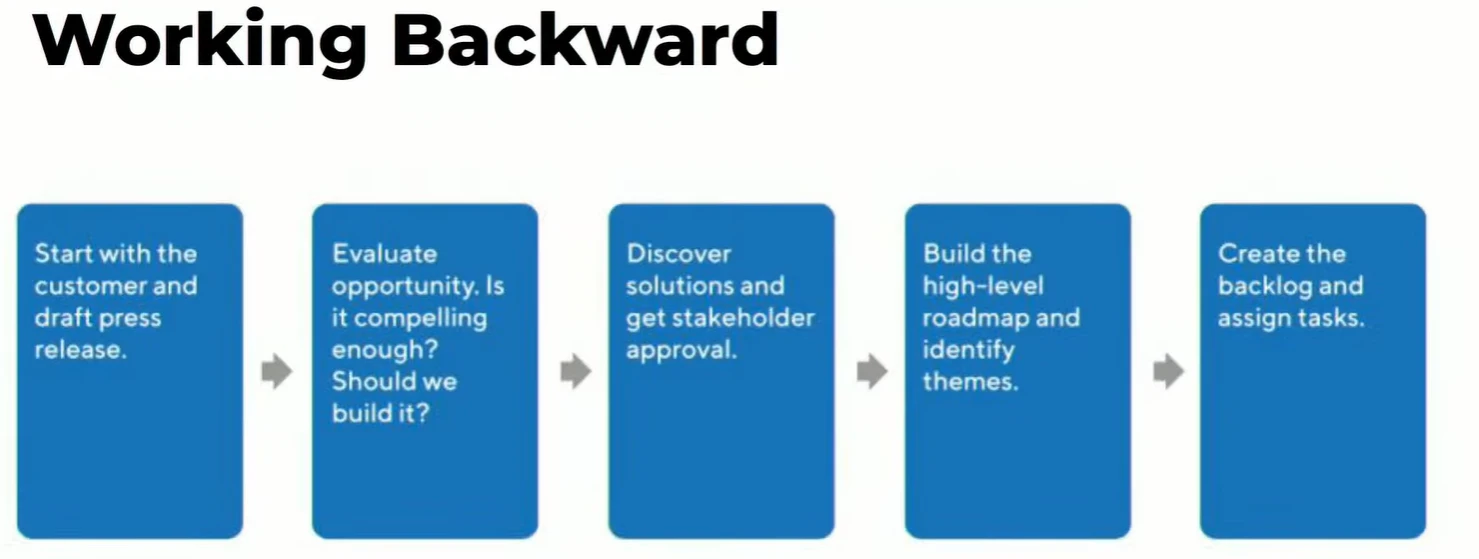 Working Backward
Start with the
customer and
draft press
release.
Evaluate
opportunity. Is
it compelling
enough?
Should we
build it?
Discover
solutions and
get stakeholder
approval.
Build the
high-level
roadmap and
identify
themes.
Create the
backlog and
assign tasks.